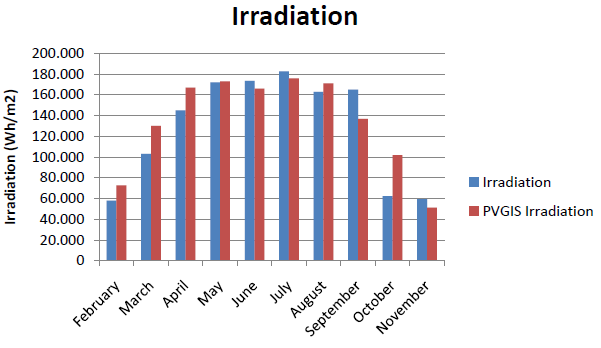 Irradiation
Irradiation (Wh/m2)
200.000
180.000
160.000
140.000
120.000
100.000
80.000
60.000
40.000
20.000
0
February
March
April
May
June
July
August
September
October
November
Irradiation
PVGIS Irradiation